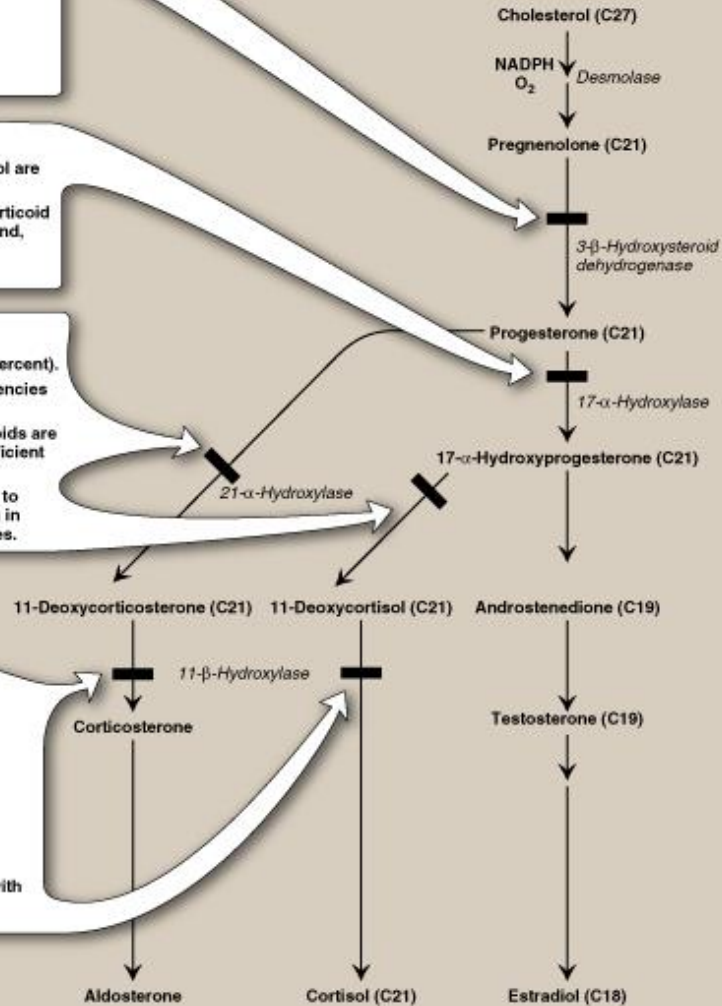 Cholesterol (C27)
NADPH
O₂
Desmolase
Pregnenolone (C21)
3-β-Hydroxysteroid
dehydrogenase
Progesterone (C21)
17-α-Hydroxylase
17-α-Hydroxyprogesterone (C21)
21-α-Hydroxylase
11-Deoxycorticosterone (C21)
11-Deoxycortisol (C21)
Androstenedione (C19)
11-β-Hydroxylase
Corticosterone
Testosterone (C19)
Aldosterone
Cortisol (C21)
Estradiol (C18)
ol are
rticoid
nd,
ercent).
encies
oids are
icient
to
in
es.
ith